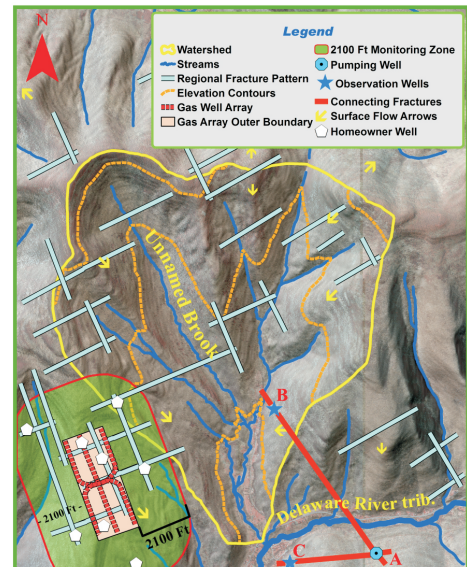 N
Legend
Watershed
Streams
Regional Fracture Pattern
Elevation Contours
Gas Well Array
Gas Array Outer Boundary
2100 Ft Monitoring Zone
Pumping Well
Observation Wells
Connecting Fractures
Surface Flow Arrows
Homeowner Well
Unnamed Brook
B
Delaware River trib.
- 2100 Ft -
2100 Ft
C
A